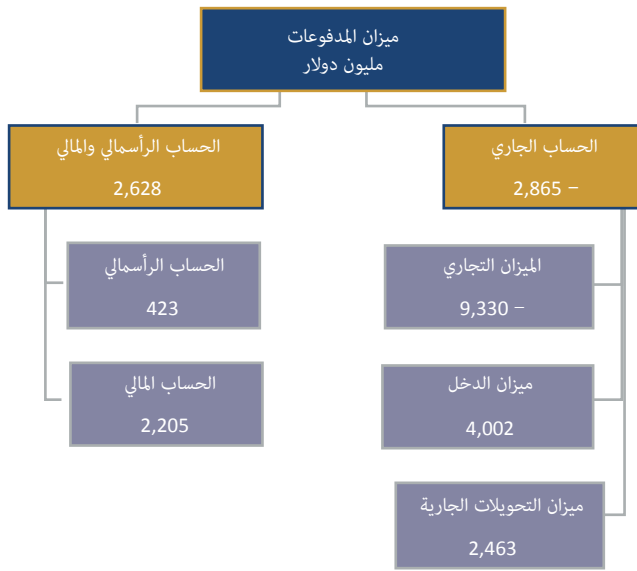 ميزان المدفوعات
مليون دولار
الحساب الجاري
2,865 –
الحساب الرأسمالي والمالي
2,628
الميزان التجاري
9,330 –
الحساب الرأسمالي
423
ميزان الدخل
4,002
الحساب المالي
2,205
ميزان التحويلات الجارية
2,463